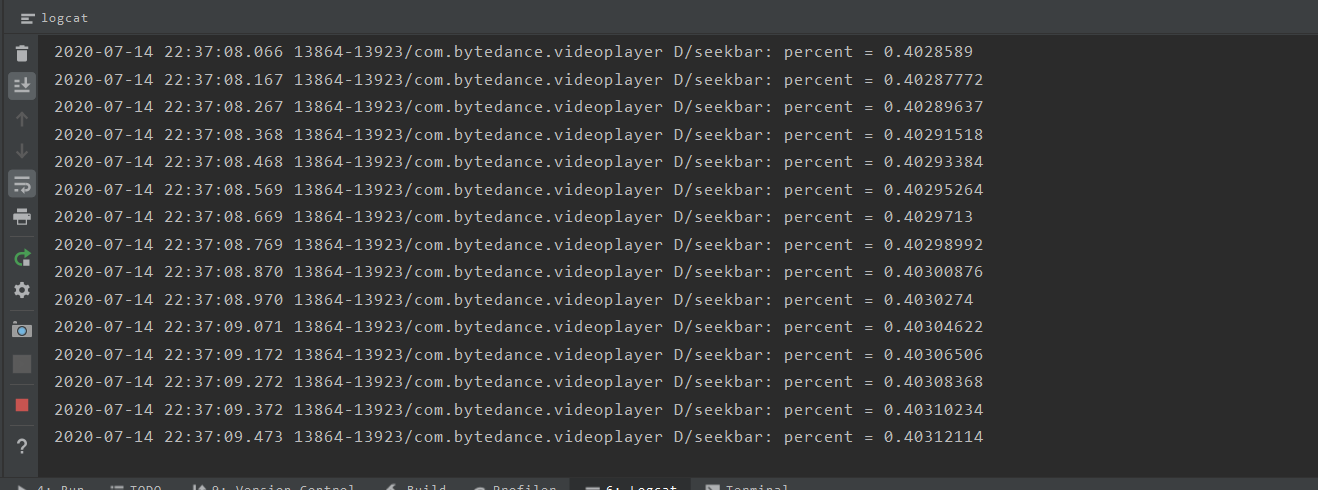 logcat
2020-07-14 22:37:08.066 13864-13923/com.bytedance.videoplayer D/seekbar: percent = 0.4028589
2020-07-14 22:37:08.167 13864-13923/com.bytedance.videoplayer D/seekbar: percent = 0.40287772
2020-07-14 22:37:08.267 13864-13923/com.bytedance.videoplayer D/seekbar: percent = 0.40289637
2020-07-14 22:37:08.368 13864-13923/com.bytedance.videoplayer D/seekbar: percent = 0.40291518
2020-07-14 22:37:08.468 13864-13923/com.bytedance.videoplayer D/seekbar: percent = 0.40293384
2020-07-14 22:37:08.569 13864-13923/com.bytedance.videoplayer D/seekbar: percent = 0.40295264
2020-07-14 22:37:08.669 13864-13923/com.bytedance.videoplayer D/seekbar: percent = 0.4029713
2020-07-14 22:37:08.769 13864-13923/com.bytedance.videoplayer D/seekbar: percent = 0.40298992
2020-07-14 22:37:08.870 13864-13923/com.bytedance.videoplayer D/seekbar: percent = 0.40300876
2020-07-14 22:37:08.970 13864-13923/com.bytedance.videoplayer D/seekbar: percent = 0.4030274
2020-07-14 22:37:09.071 13864-13923/com.bytedance.videoplayer D/seekbar: percent = 0.40304622
2020-07-14 22:37:09.172 13864-13923/com.bytedance.videoplayer D/seekbar: percent = 0.40306506
2020-07-14 22:37:09.272 13864-13923/com.bytedance.videoplayer D/seekbar: percent = 0.40308368
2020-07-14 22:37:09.372 13864-13923/com.bytedance.videoplayer D/seekbar: percent = 0.40310234
2020-07-14 22:37:09.473 13864-13923/com.bytedance.videoplayer D/seekbar: percent = 0.40312114
4: Run TODO 9: Version Control Build Profiler 6: Logcat Terminal